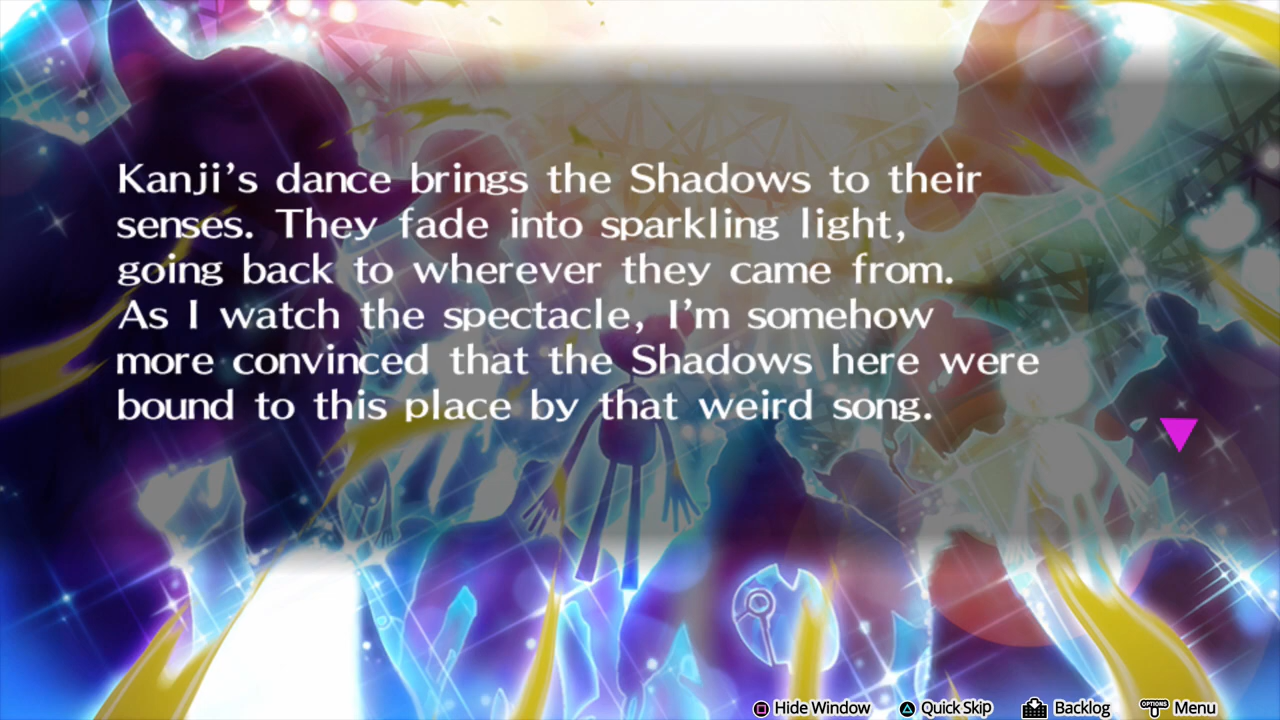 Kanji's dance brings the Shadows to their
senses. They fade into sparkling light,
going back to wherever they came from.
As I watch the spectacle, I'm somehow
more convinced that the Shadows here were
bound to this place by that weird song.
Hide Window Quick Skip Backlog OPTIONS Menu